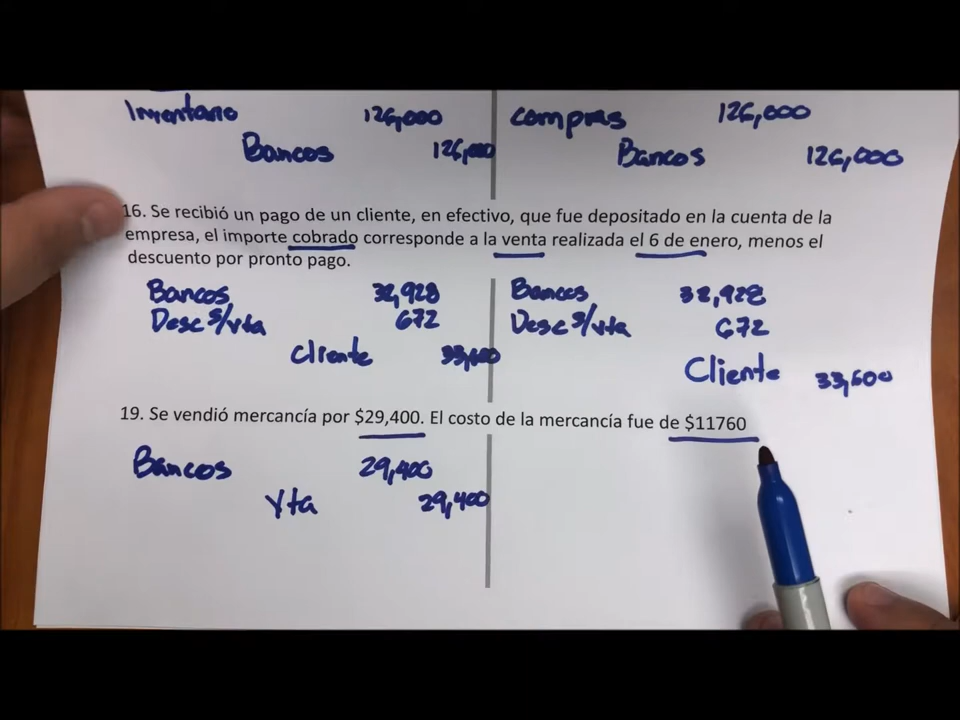 Inventario 126,000
Bancos 126,000
compras 126,000
Bancos 126,000
16. Se recibió un pago de un cliente, en efectivo, que fue depositado en la cuenta de la
empresa, el importe cobrado corresponde a la venta realizada el 6 de enero, menos el
descuento por pronto pago.
Bancos 32,928
Desc s/vta 672
cliente 33,600
Bancos 32,928
Desc s/vta 672
Cliente 33,600
19. Se vendió mercancía por $29,400. El costo de la mercancía fue de $11760
Bancos 29,400
Vta 29,400